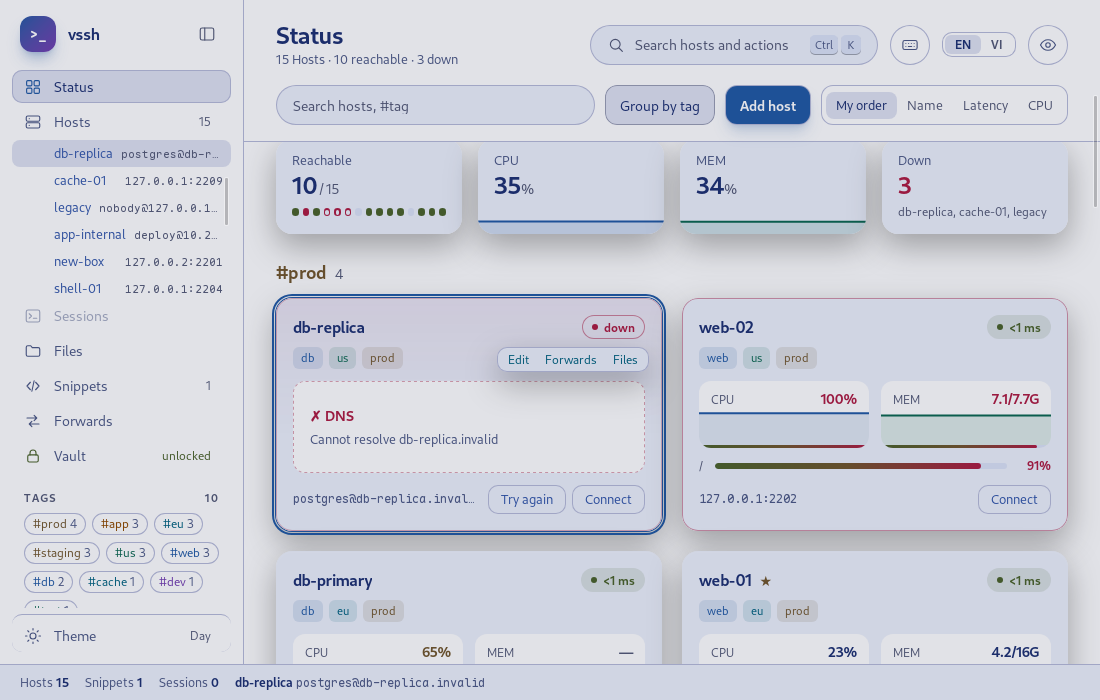 >_ vssh
Status
Hosts 15
db-replica postgres@db-r…
cache-01 127.0.0.1:2209
legacy nobody@127.0.0.1…
app-internal deploy@10.2…
new-box 127.0.0.2:2201
shell-01 127.0.0.1:2204
Sessions
Files
Snippets 1
Forwards
Vault unlocked
TAGS 10
#prod 4 #app 3 #eu 3
#staging 3 #us 3 #web 3
#db 2 #cache 1 #dev 1
Theme Day
Status
15 Hosts · 10 reachable · 3 down
Search hosts and actions Ctrl K
EN VI
Search hosts, #tag
Group by tag
Add host
My order Name Latency CPU
Reachable
10 / 15
CPU
35%
MEM
34%
Down
3
db-replica, cache-01, legacy
#prod 4
db-replica down
db us prod
Edit Forwards Files
✗ DNS
Cannot resolve db-replica.invalid
postgres@db-replica.inval… Try again Connect
web-02 <1 ms
web us prod
CPU 100% MEM 7.1/7.7G
/ 91%
127.0.0.1:2202 Connect
db-primary <1 ms
db eu prod
CPU 65% MEM —
web-01 ★ <1 ms
web eu prod
CPU 23% MEM 4.2/16G
Hosts 15 Snippets 1 Sessions 0 db-replica postgres@db-replica.invalid